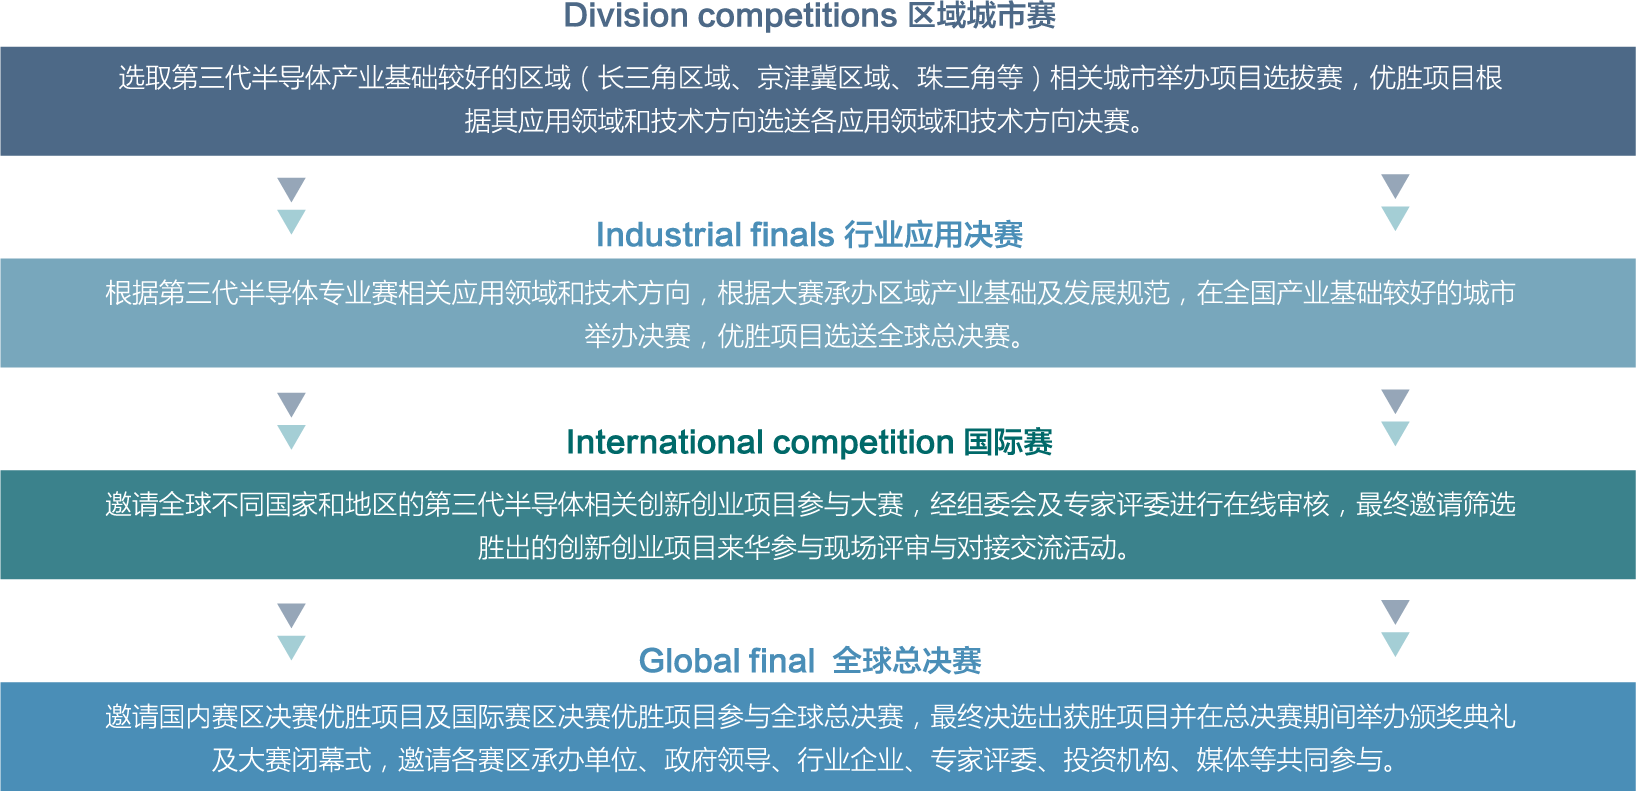 Division competitions 区域城市赛
选取第三代半导体产业基础较好的区域（长三角区域、京津冀区域、珠三角等）相关城市举办项目选拔赛，优胜项目根
据其应用领域和技术方向选送各应用领域和技术方向决赛。
Industrial finals 行业应用决赛
根据第三代半导体专业赛相关应用领域和技术方向，根据大赛承办区域产业基础及发展规范，在全国产业基础较好的城市
举办决赛，优胜项目选送全球总决赛。
International competition 国际赛
邀请全球不同国家和地区的第三代半导体相关创新创业项目参与大赛，经组委会及专家评委进行在线审核，最终邀请筛选
胜出的创新创业项目来华参与现场评审与对接交流活动。
Global final 全球总决赛
邀请国内赛区决赛优胜项目及国际赛区决赛优胜项目参与全球总决赛，最终决选出获胜项目并在总决赛期间举办颁奖典礼
及大赛闭幕式，邀请各赛区承办单位、政府领导、行业企业、专家评委、投资机构、媒体等共同参与。